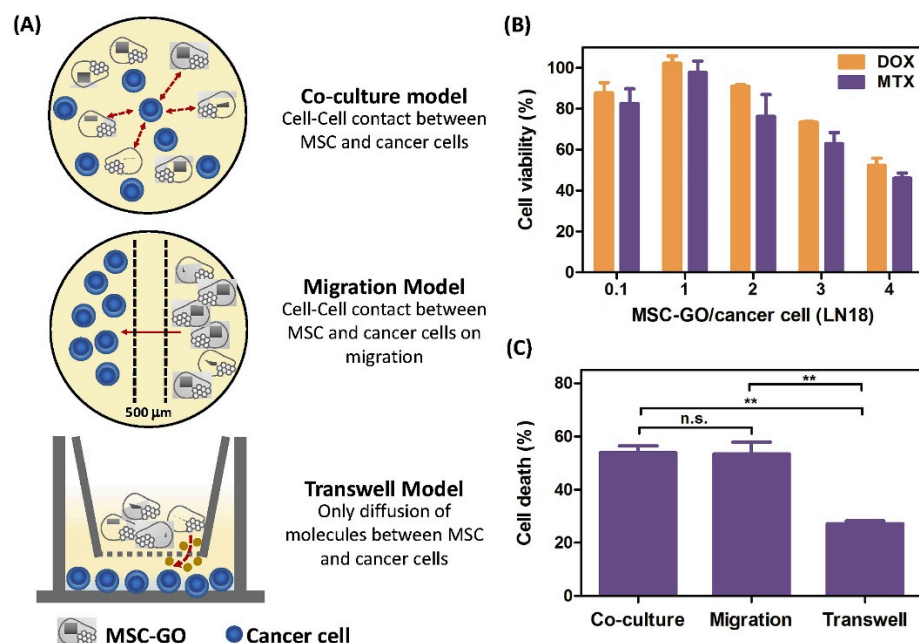 (A)
Co-culture model
Cell-Cell contact between
MSC and cancer cells
500 µm
Migration Model
Cell-Cell contact between
MSC and cancer cells on
migration
Transwell Model
Only diffusion of
molecules between MSC
and cancer cells
MSC-GO
Cancer cell
(B)
DOX
MTX
Cell viability (%)
100
80
60
40
20
0
0.1
1
2
3
4
MSC-GO/cancer cell (LN18)
(C)
Cell death (%)
80
60
40
20
0
**
**
n.s.
Co-culture
Migration
Transwell